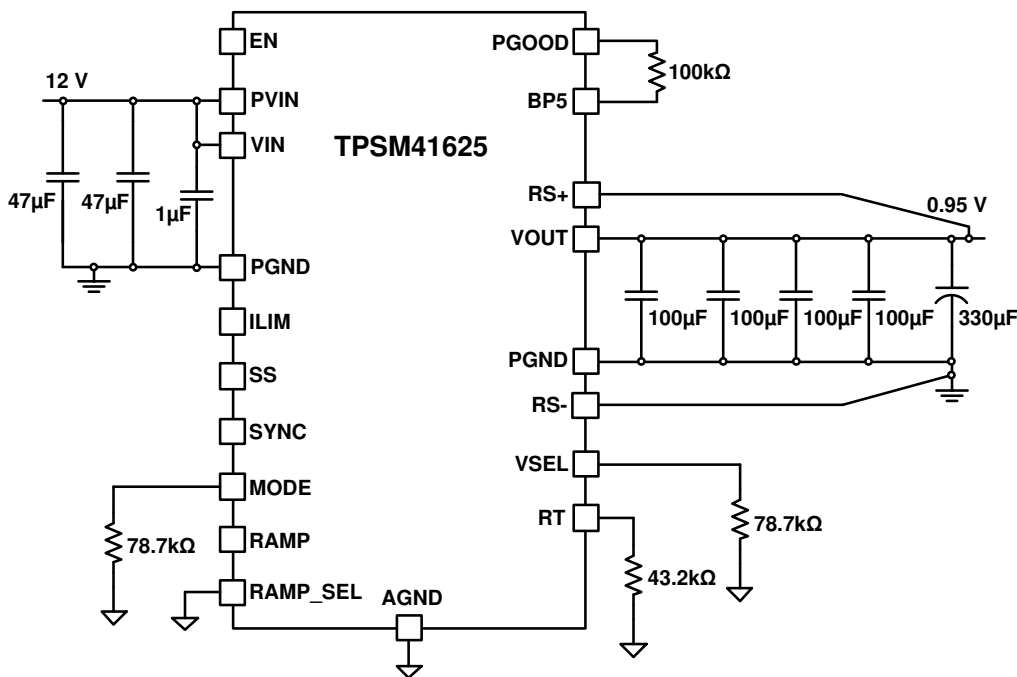 EN
PGOOD
100kΩ
12 V
PVIN
BP5
VIN
TPSM41625
47µF
47µF
1µF
RS+
0.95 V
VOUT
PGND
100µF
100µF
100µF
100µF
330µF
ILIM
PGND
SS
RS-
SYNC
VSEL
MODE
RT
78.7kΩ
78.7kΩ
RAMP
43.2kΩ
RAMP_SEL
AGND